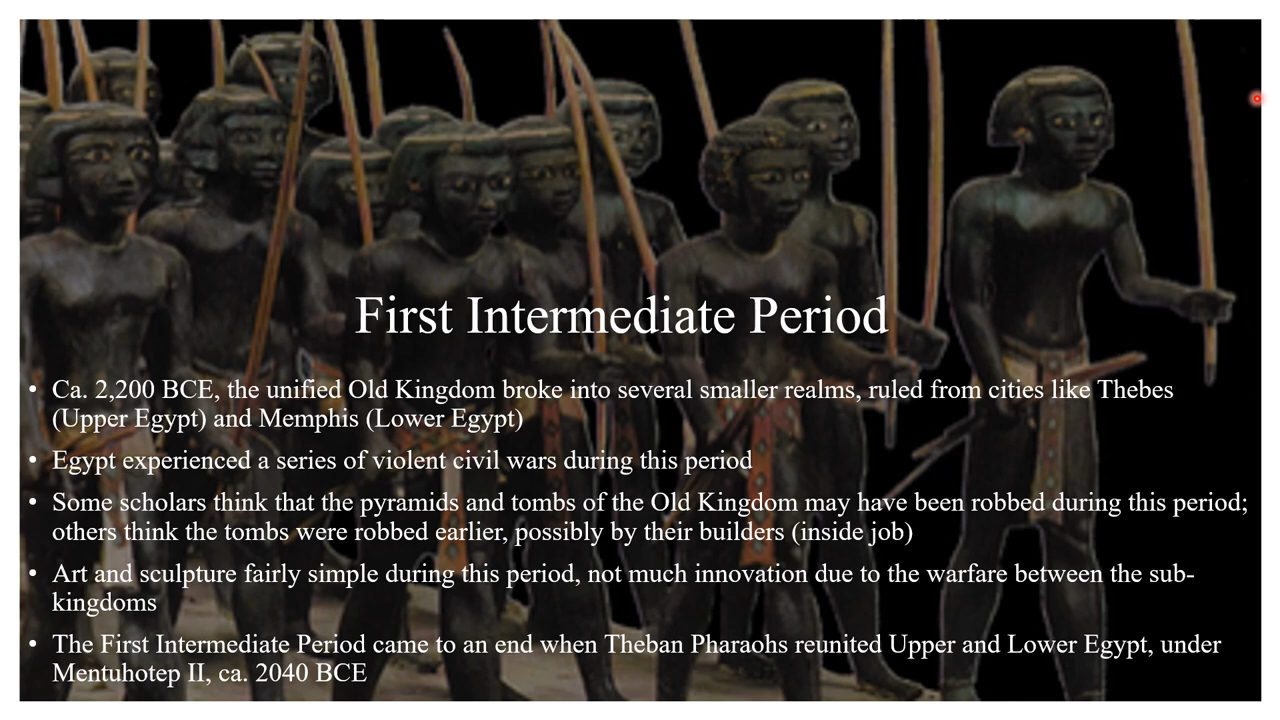 First Intermediate Period
• Ca. 2,200 BCE, the unified Old Kingdom broke into several smaller realms, ruled from cities like Thebes
(Upper Egypt) and Memphis (Lower Egypt)
• Egypt experienced a series of violent civil wars during this period
• Some scholars think that the pyramids and tombs of the Old Kingdom may have been robbed during this period;
others think the tombs were robbed earlier, possibly by their builders (inside job)
• Art and sculpture fairly simple during this period, not much innovation due to the warfare between the sub-
kingdoms
• The First Intermediate Period came to an end when Theban Pharaohs reunited Upper and Lower Egypt, under
Mentuhotep II, ca. 2040 BCE